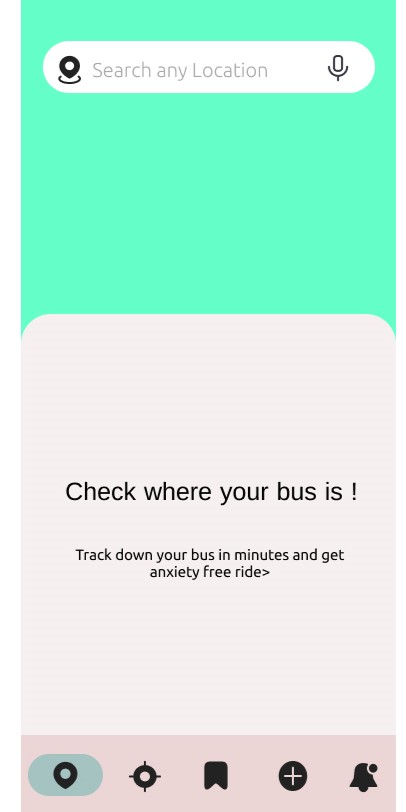 Search any Location
Check where your bus is !
Track down your bus in minutes and get
anxiety free ride>